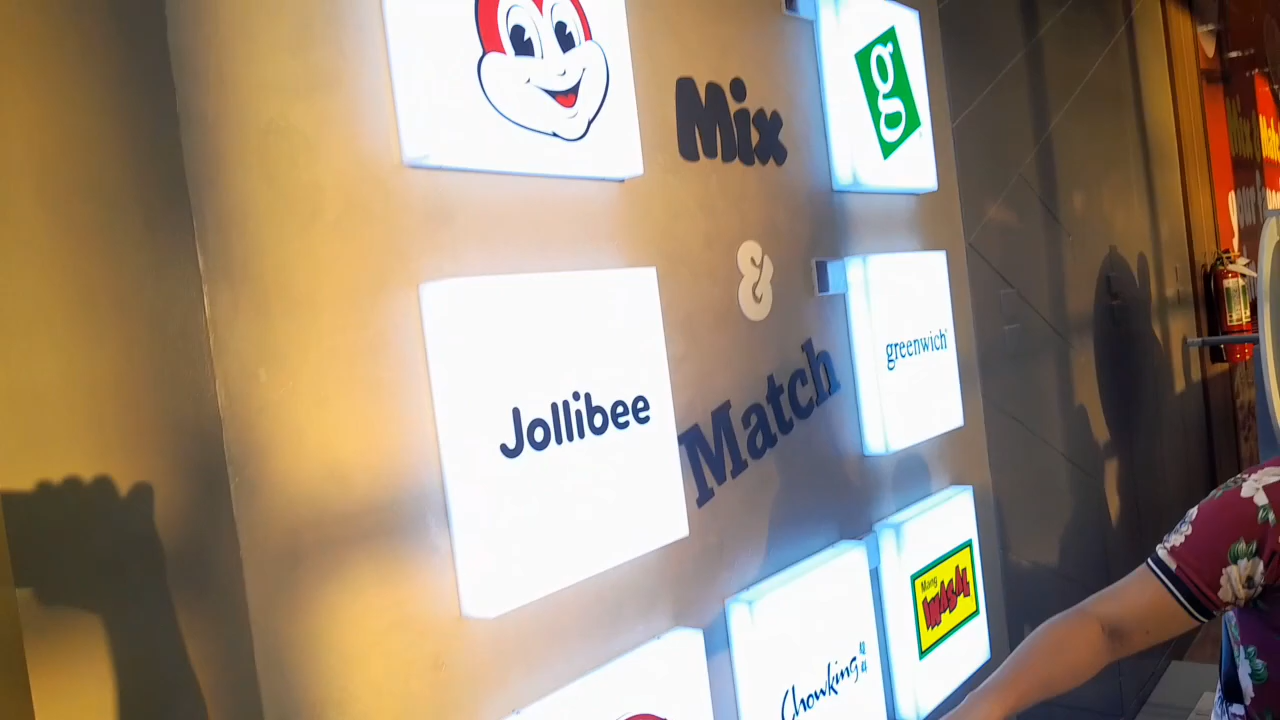 g
Mix
&
Match
Jollibee
greenwich
Mang
INASAL
Chowking